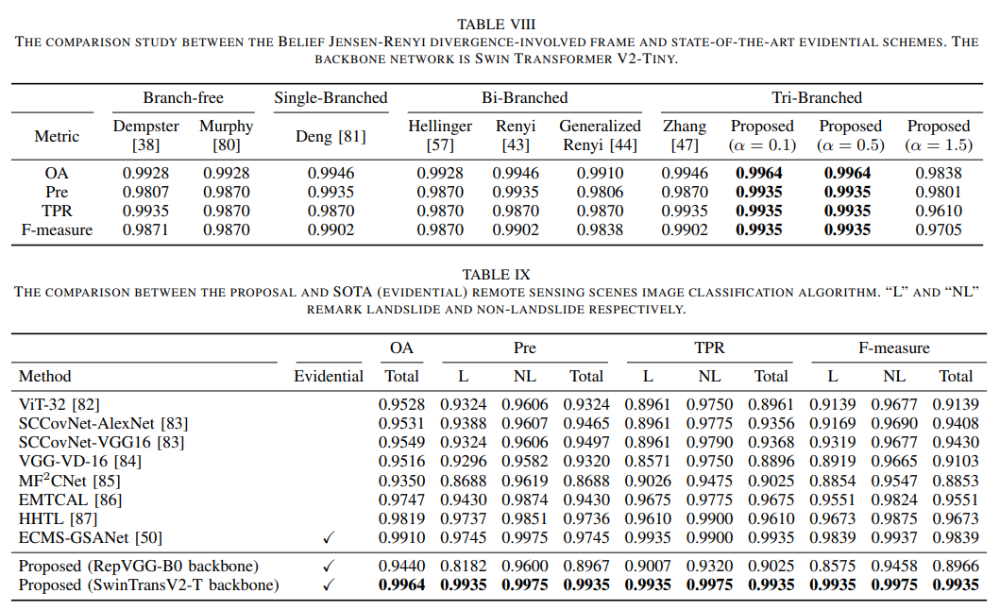 TABLE VIII
THE COMPARISON STUDY BETWEEN THE BELIEF JENSEN-RENYI DIVERGENCE-INVOLVED FRAME AND STATE-OF-THE-ART EVIDENTIAL SCHEMES. THE
BACKBONE NETWORK IS SWIN TRANSFORMER V2-TINY.
Branch-free Single-Branched Bi-Branched Tri-Branched
Metric Dempster [38] Murphy [80] Deng [81] Hellinger [57] Renyi [43] Generalized Renyi [44] Zhang [47] Proposed (α = 0.1) Proposed (α = 0.5) Proposed (α = 1.5)
OA 0.9928 0.9928 0.9946 0.9928 0.9946 0.9910 0.9946 0.9964 0.9964 0.9838
Pre 0.9807 0.9870 0.9935 0.9870 0.9935 0.9806 0.9870 0.9935 0.9935 0.9801
TPR 0.9935 0.9870 0.9870 0.9870 0.9870 0.9870 0.9935 0.9935 0.9935 0.9610
F-measure 0.9871 0.9870 0.9902 0.9870 0.9902 0.9838 0.9902 0.9935 0.9935 0.9705
TABLE IX
THE COMPARISON BETWEEN THE PROPOSAL AND SOTA (EVIDENTIAL) REMOTE SENSING SCENES IMAGE CLASSIFICATION ALGORITHM. “L” AND “NL”
REMARK LANDSLIDE AND NON-LANDSLIDE RESPECTIVELY.
OA Pre TPR F-measure
Method Evidential Total L NL Total L NL Total L NL Total
ViT-32 [82] 0.9528 0.9324 0.9606 0.9324 0.8961 0.9750 0.8961 0.9139 0.9677 0.9139
SCCovNet-AlexNet [83] 0.9531 0.9388 0.9607 0.9465 0.8961 0.9775 0.9356 0.9169 0.9690 0.9408
SCCovNet-VGG16 [83] 0.9549 0.9324 0.9606 0.9497 0.8961 0.9790 0.9368 0.9319 0.9677 0.9430
VGG-VD-16 [84] 0.9516 0.9296 0.9582 0.9320 0.8571 0.9750 0.8896 0.8919 0.9665 0.9103
MF²CNet [85] 0.9350 0.8688 0.9619 0.8688 0.9026 0.9475 0.9025 0.8854 0.9547 0.8853
EMTCAL [86] 0.9747 0.9430 0.9874 0.9430 0.9675 0.9775 0.9675 0.9551 0.9824 0.9551
HHTL [87] 0.9819 0.9737 0.9851 0.9736 0.9610 0.9900 0.9610 0.9673 0.9875 0.9673
ECMS-GSANet [50] ✓ 0.9910 0.9745 0.9975 0.9745 0.9935 0.9900 0.9935 0.9839 0.9937 0.9839
Proposed (RepVGG-B0 backbone) ✓ 0.9440 0.8182 0.9600 0.8967 0.9007 0.9320 0.9025 0.8575 0.9458 0.8966
Proposed (SwinTransV2-T backbone) ✓ 0.9964 0.9935 0.9975 0.9935 0.9935 0.9975 0.9935 0.9935 0.9975 0.9935